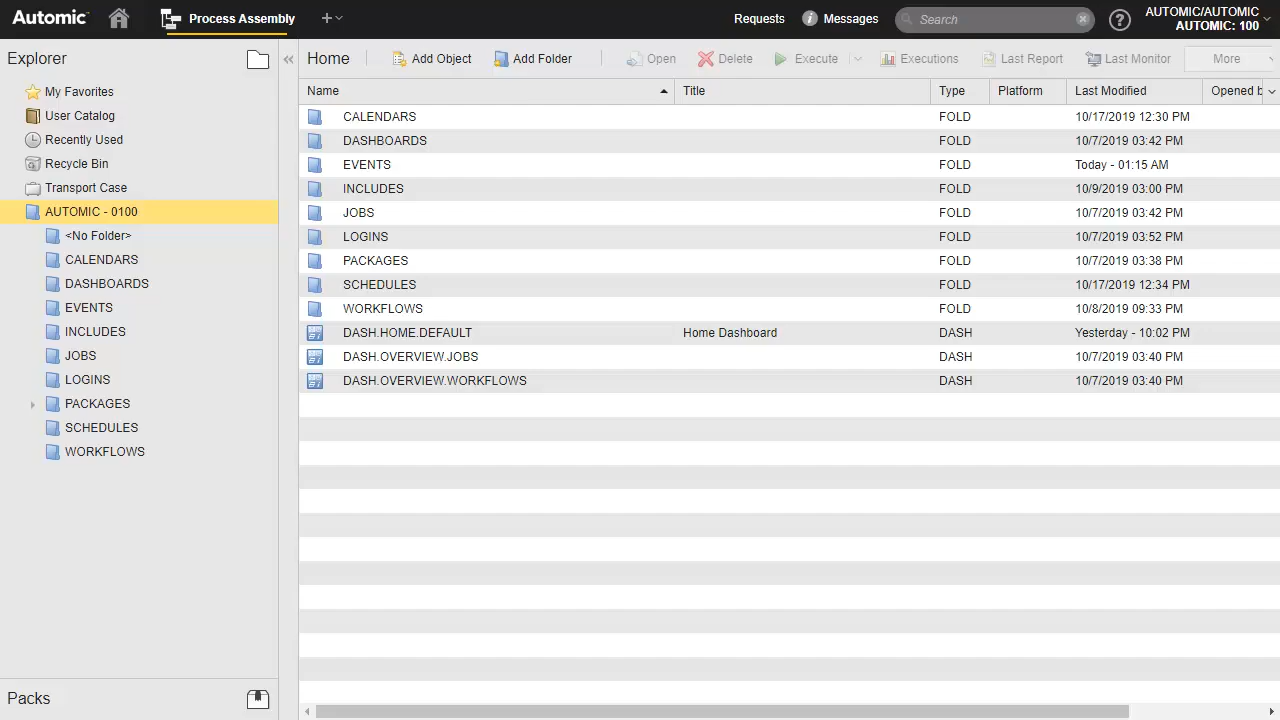 Automic
Process Assembly
Requests
Messages
Search
AUTOMIC/AUTOMIC
AUTOMIC: 100
Explorer
My Favorites
User Catalog
Recently Used
Recycle Bin
Transport Case
AUTOMIC - 0100
<No Folder>
CALENDARS
DASHBOARDS
EVENTS
INCLUDES
JOBS
LOGINS
PACKAGES
SCHEDULES
WORKFLOWS
Packs
Home
Add Object
Add Folder
Open
Delete
Execute
Executions
Last Report
Last Monitor
More
Name Title Type Platform Last Modified Opened b
CALENDARS FOLD 10/17/2019 12:30 PM
DASHBOARDS FOLD 10/7/2019 03:42 PM
EVENTS FOLD Today - 01:15 AM
INCLUDES FOLD 10/9/2019 03:00 PM
JOBS FOLD 10/7/2019 03:42 PM
LOGINS FOLD 10/7/2019 03:52 PM
PACKAGES FOLD 10/7/2019 03:38 PM
SCHEDULES FOLD 10/17/2019 12:34 PM
WORKFLOWS FOLD 10/8/2019 09:33 PM
DASH.HOME.DEFAULT Home Dashboard DASH Yesterday - 10:02 PM
DASH.OVERVIEW.JOBS DASH 10/7/2019 03:40 PM
DASH.OVERVIEW.WORKFLOWS DASH 10/7/2019 03:40 PM